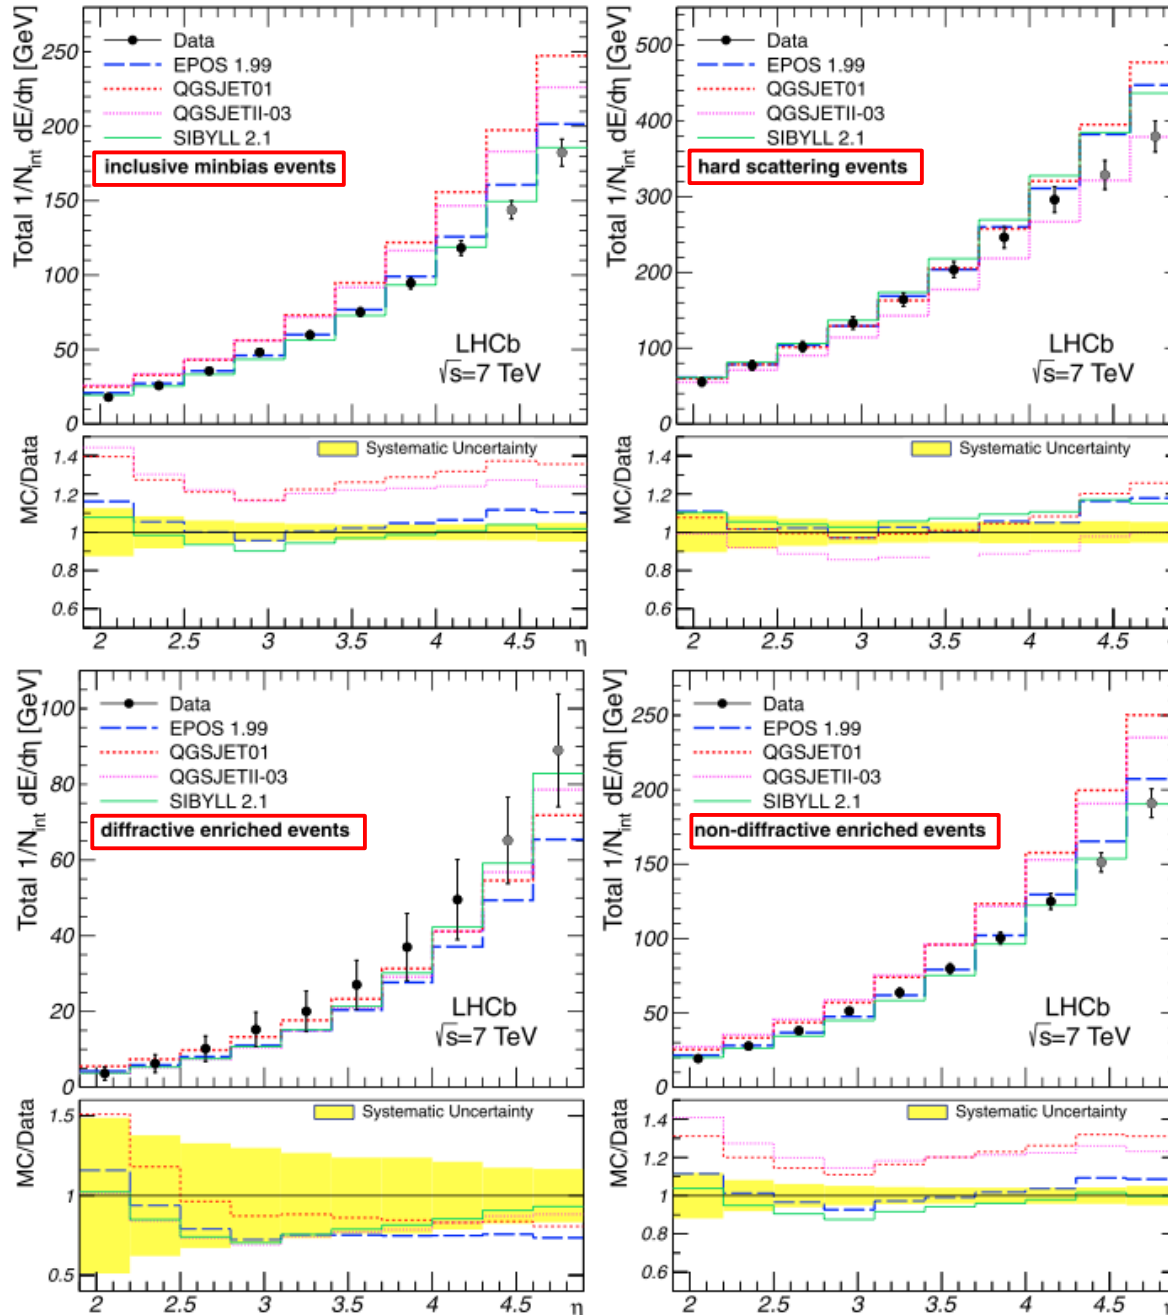 Total 1/N_int dE/dη [GeV]
250
200
150
100
50
0
Data
EPOS 1.99
QGSJET01
QGSJETII-03
SIBYLL 2.1
inclusive minbias events
LHCb
√s=7 TeV
MC/Data
1.4
1.2
1
0.8
0.6
Systematic Uncertainty
2 2.5 3 3.5 4 4.5 η
Total 1/N_int dE/dη [GeV]
500
400
300
200
100
0
Data
EPOS 1.99
QGSJET01
QGSJETII-03
SIBYLL 2.1
hard scattering events
LHCb
√s=7 TeV
MC/Data
1.4
1.2
1
0.8
0.6
Systematic Uncertainty
2 2.5 3 3.5 4 4.5
Total 1/N_int dE/dη [GeV]
100
80
60
40
20
0
Data
EPOS 1.99
QGSJET01
QGSJETII-03
SIBYLL 2.1
diffractive enriched events
LHCb
√s=7 TeV
MC/Data
1.5
1
0.5
Systematic Uncertainty
2 2.5 3 3.5 4 4.5 η
Total 1/N_int dE/dη [GeV]
250
200
150
100
50
0
Data
EPOS 1.99
QGSJET01
QGSJETII-03
SIBYLL 2.1
non-diffractive enriched events
LHCb
√s=7 TeV
MC/Data
1.4
1.2
1
0.8
0.6
Systematic Uncertainty
2 2.5 3 3.5 4 4.5